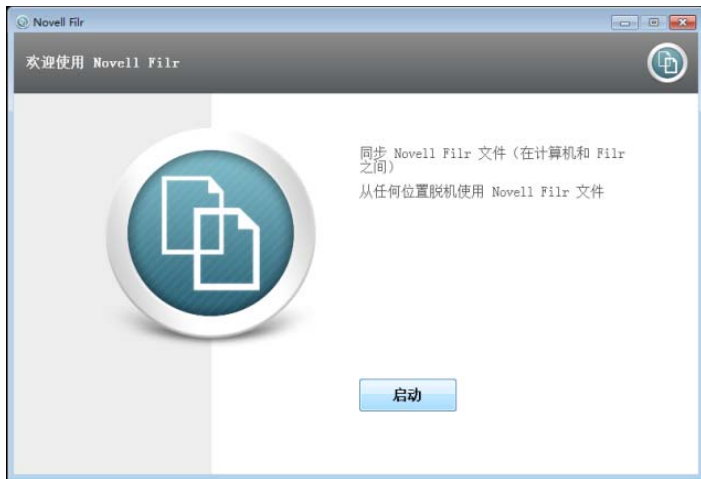 Novell Filr
欢迎使用 Novell Filr
同步 Novell Filr 文件（在计算机和 Filr
之间）
从任何位置脱机使用 Novell Filr 文件
启动